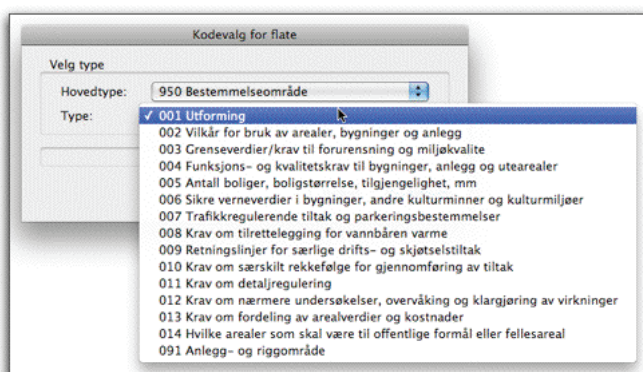 Kodevalg for flate
Velg type
Hovedtype: 950 Bestemmelseområde
Type: ✓ 001 Utforming
002 Vilkår for bruk av arealer, bygninger og anlegg
003 Grenseverdier/krav til forurensning og miljøkvalite
004 Funksjons- og kvalitetskrav til bygninger, anlegg og utearealer
005 Antall boliger, boligstørrelse, tilgjengelighet, mm
006 Sikre verneverdier i bygninger, andre kulturminner og kulturmiljøer
007 Trafikkregulerende tiltak og parkeringsbestemmelser
008 Krav om tilrettelegging for vannbåren varme
009 Retningslinjer for særlige drifts- og skjøtselstiltak
010 Krav om særskilt rekkefølge for gjennomføring av tiltak
011 Krav om detaljregulering
012 Krav om nærmere undersøkelser, overvåking og klargjøring av virkninger
013 Krav om fordeling av arealverdier og kostnader
014 Hvilke arealer som skal være til offentlige formål eller fellesareal
091 Anlegg- og riggområde